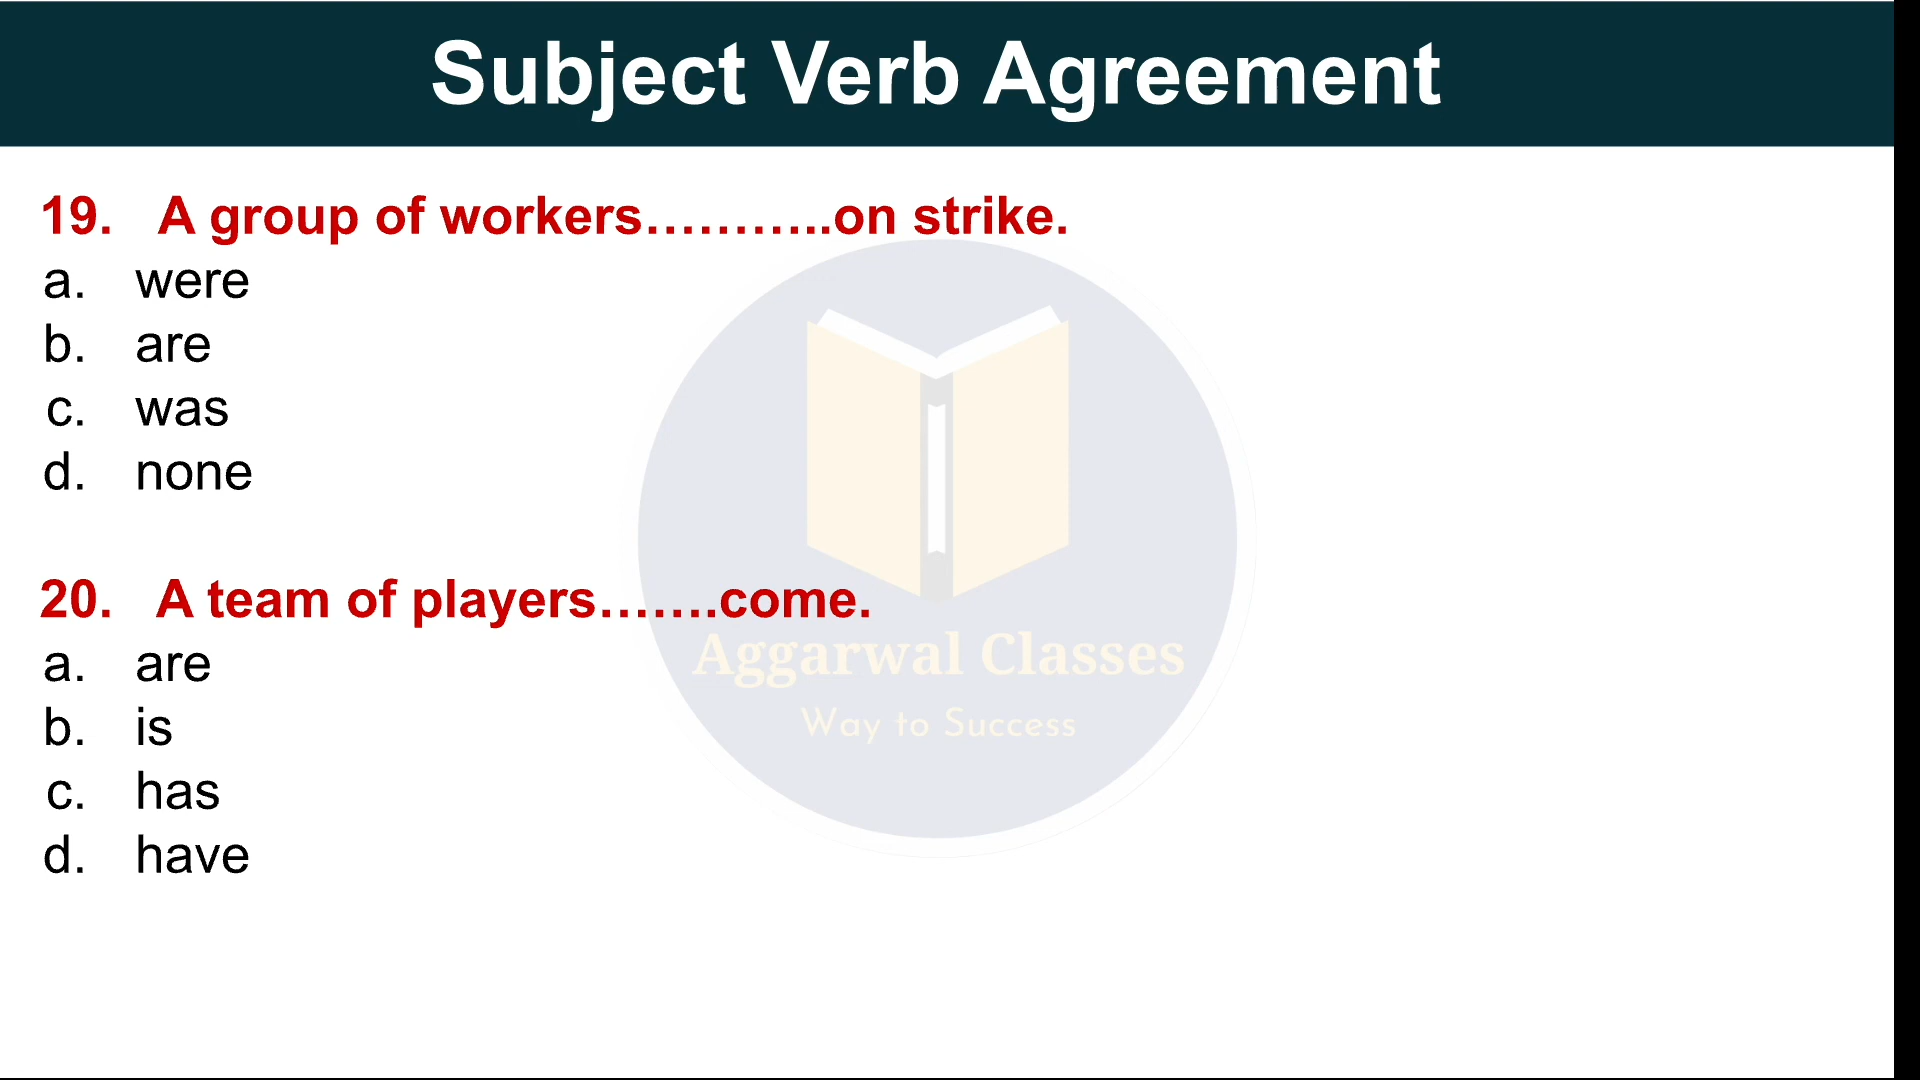 Subject Verb Agreement
19. A group of workers………..on strike.
a. were
b. are
c. was
d. none
20. A team of players…….come.
a. are
b. is
c. has
d. have
Aggarwal Classes
Way to Success